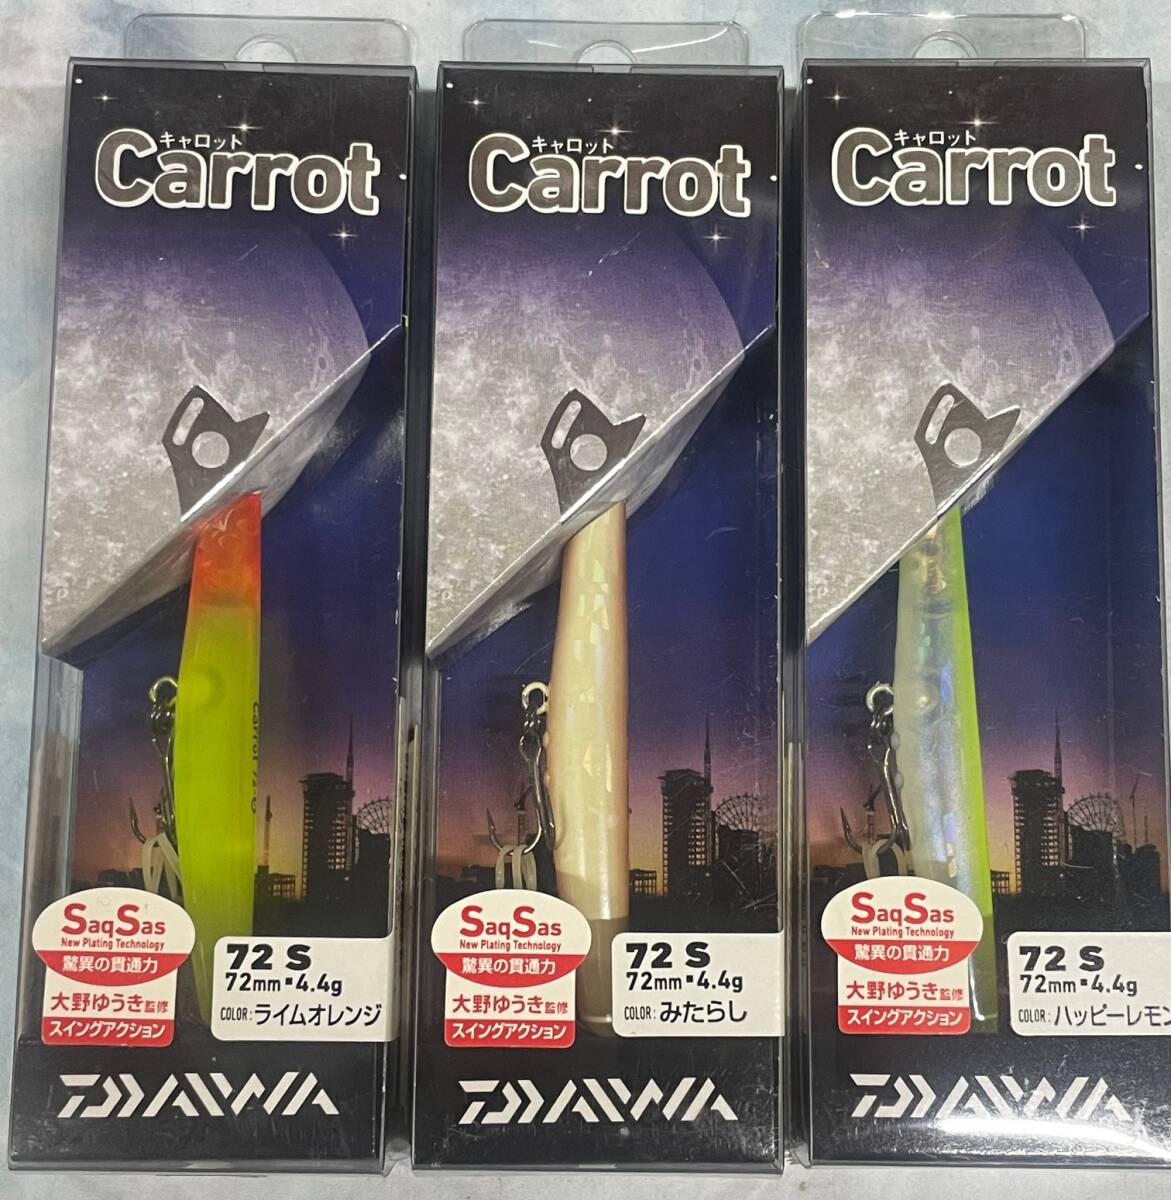 キャロット
Carrot
Carrot 72 S
SaqSas
New Plating Technology
驚異の貫通力
大野ゆうき監修
スイングアクション
72 S
72mm▪4.4g
COLOR:ライムオレンジ
DAIWA
キャロット
Carrot
SaqSas
New Plating Technology
驚異の貫通力
大野ゆうき監修
スイングアクション
72 S
72mm▪4.4g
COLOR:みたらし
DAIWA
キャロット
Carrot
SaqSas
New Plating Technology
驚異の貫通力
大野ゆうき監修
スイングアクション
72 S
72mm▪4.4g
COLOR:ハッピーレモン
DAIWA